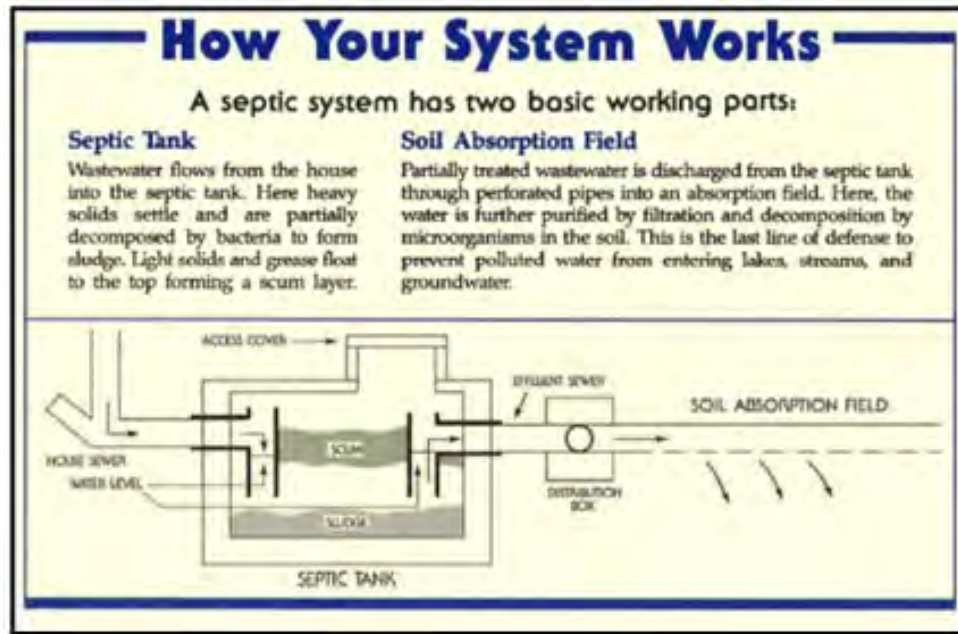 How Your System Works
A septic system has two basic working parts:
Septic Tank
Wastewater flows from the house
into the septic tank. Here heavy
solids settle and are partially
decomposed by bacteria to form
sludge. Light solids and grease float
to the top forming a scum layer.
Soil Absorption Field
Partially treated wastewater is discharged from the septic tank
through perforated pipes into an absorption field. Here, the
water is further purified by filtration and decomposition by
microorganisms in the soil. This is the last line of defense to
prevent polluted water from entering lakes, streams, and
groundwater.
ACCESS COVER
EFFLUENT SEWER
SOIL ABSORPTION FIELD
HOUSE SEWER
SCUM
WATER LEVEL
DISTRIBUTION
BOX
SLUDGE
SEPTIC TANK